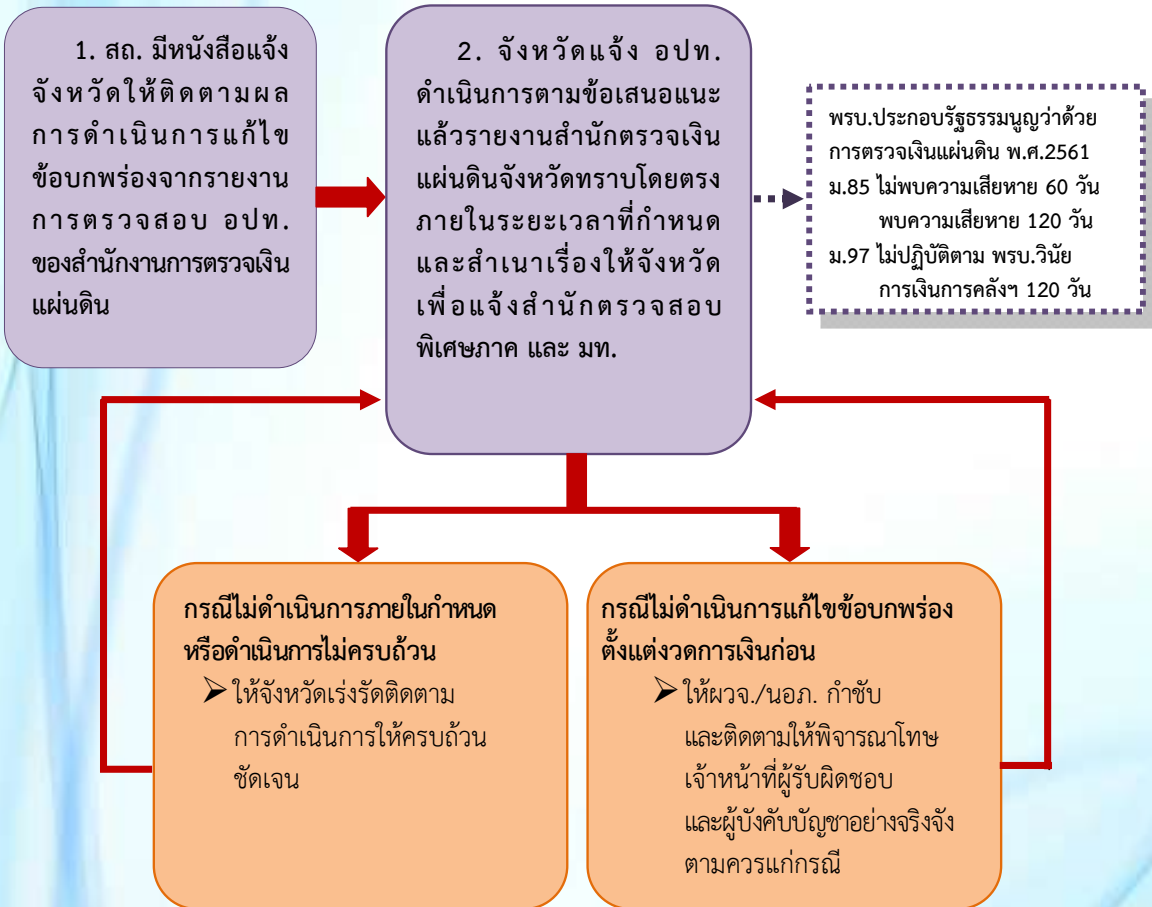 1. สถ. มีหนังสือแจ้ง
จังหวัดให้ติดตามผล
การดำเนินการแก้ไข
ข้อบกพร่องจากรายงาน
การตรวจสอบ อปท.
ของสำนักงานการตรวจเงิน
แผ่นดิน
2. จังหวัดแจ้ง อปท.
ดำเนินการตามข้อเสนอแนะ
แล้วรายงานสำนักตรวจเงิน
แผ่นดินจังหวัดทราบโดยตรง
ภายในระยะเวลาที่กำหนด
และสำเนาเรื่องให้จังหวัด
เพื่อแจ้งสำนักตรวจสอบ
พิเศษภาค และ มท.
พรบ.ประกอบรัฐธรรมนูญว่าด้วย
การตรวจเงินแผ่นดิน พ.ศ.2561
ม.85 ไม่พบความเสียหาย 60 วัน
พบความเสียหาย 120 วัน
ม.97 ไม่ปฏิบัติตาม พรบ.วินัย
การเงินการคลังฯ 120 วัน
กรณีไม่ดำเนินการภายในกำหนด
หรือดำเนินการไม่ครบถ้วน
➢ ให้จังหวัดเร่งรัดติดตาม
การดำเนินการให้ครบถ้วน
ชัดเจน
กรณีไม่ดำเนินการแก้ไขข้อบกพร่อง
ตั้งแต่งวดการเงินก่อน
➢ ให้ผวจ./นอภ. กำชับ
และติดตามให้พิจารณาโทษ
เจ้าหน้าที่ผู้รับผิดชอบ
และผู้บังคับบัญชาอย่างจริงจัง
ตามควรแก่กรณี